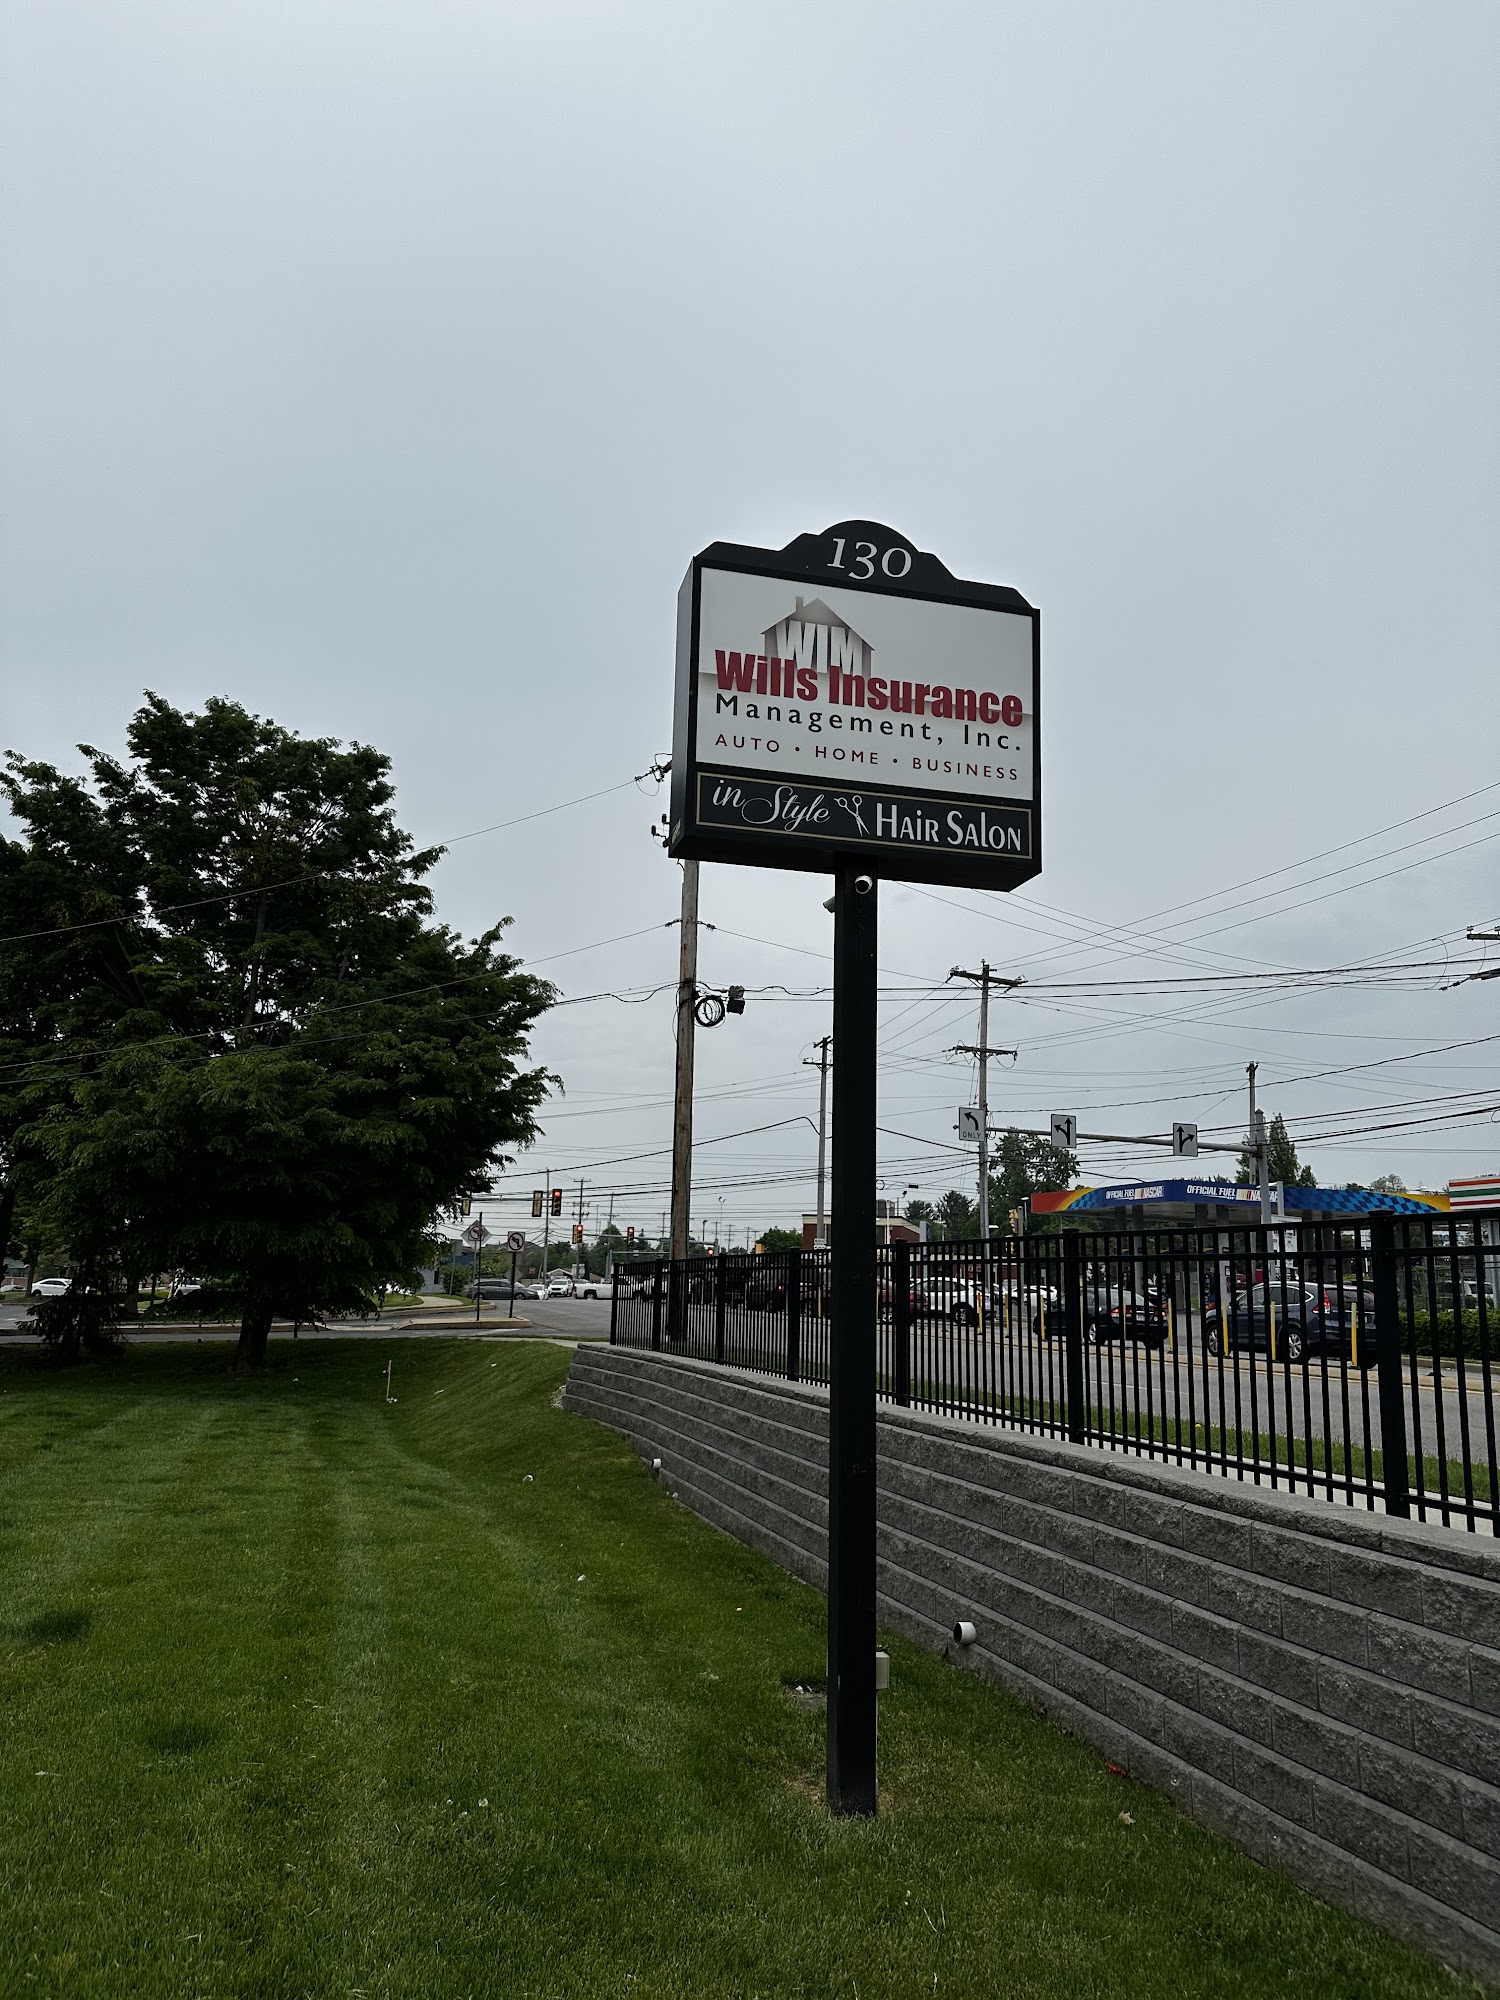 130
WIM
Wills Insurance
Management, Inc.
AUTO • HOME • BUSINESS
in Style Hair Salon
ONLY
OFFICIAL FUEL NASCAR
OFFICIAL FUEL